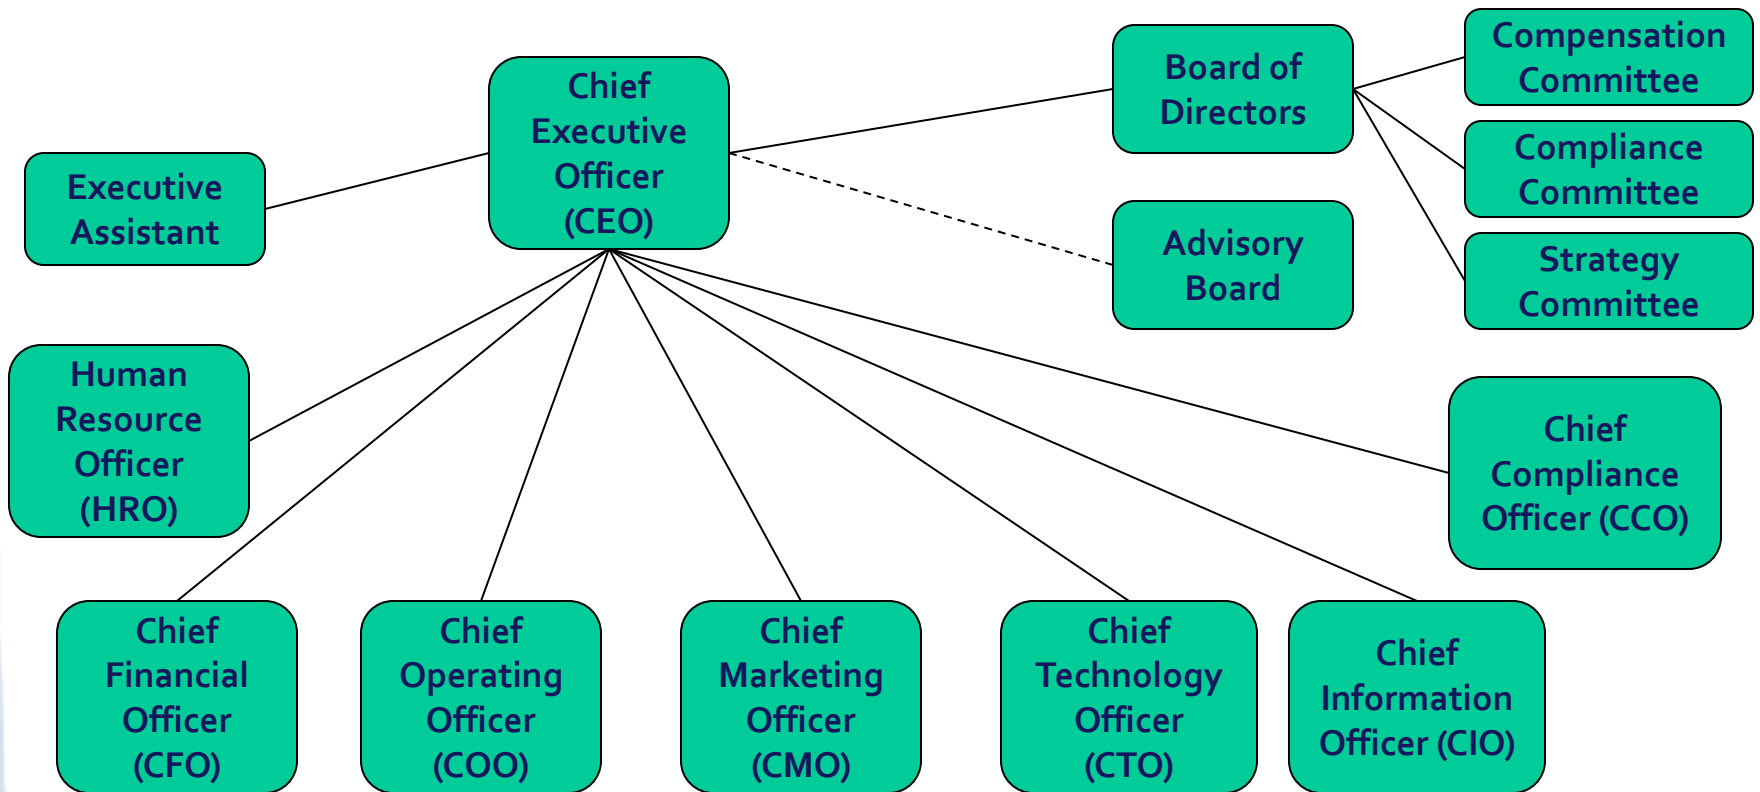 Chief
Executive
Officer
(CEO)
Board of
Directors
Compensation
Committee
Compliance
Committee
Strategy
Committee
Executive
Assistant
Advisory
Board
Human
Resource
Officer
(HRO)
Chief
Compliance
Officer (CCO)
Chief
Financial
Officer
(CFO)
Chief
Operating
Officer
(COO)
Chief
Marketing
Officer
(CMO)
Chief
Technology
Officer
(CTO)
Chief
Information
Officer (CIO)